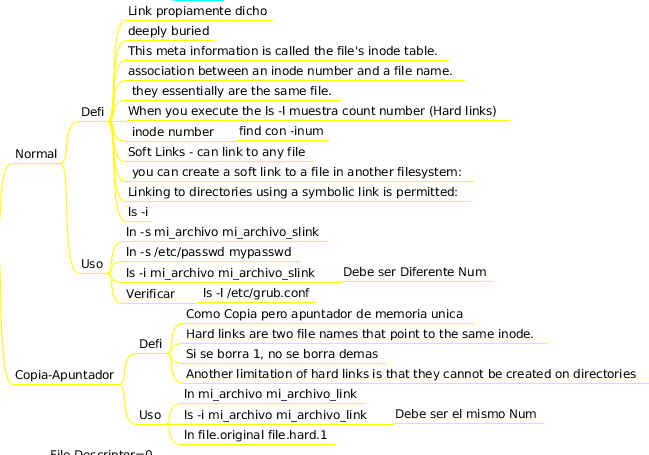 Link propiamente dicho
deeply buried
This meta information is called the file's inode table.
association between an inode number and a file name.
they essentially are the same file.
Defi
When you execute the ls -l muestra count number (Hard links)
inode number find con -inum
Normal
Soft Links - can link to any file
you can create a soft link to a file in another filesystem:
Linking to directories using a symbolic link is permitted:
ls -i
ln -s mi_archivo mi_archivo_slink
ln -s /etc/passwd mypasswd
Uso
ls -i mi_archivo mi_archivo_slink Debe ser Diferente Num
Verificar ls -l /etc/grub.conf
Como Copia pero apuntador de memoria unica
Hard links are two file names that point to the same inode.
Defi
Si se borra 1, no se borra demas
Copia-Apuntador
Another limitation of hard links is that they cannot be created on directories
ln mi_archivo mi_archivo_link
Uso
ls -i mi_archivo mi_archivo_link Debe ser el mismo Num
ln file.original file.hard.1
File Descriptor=0